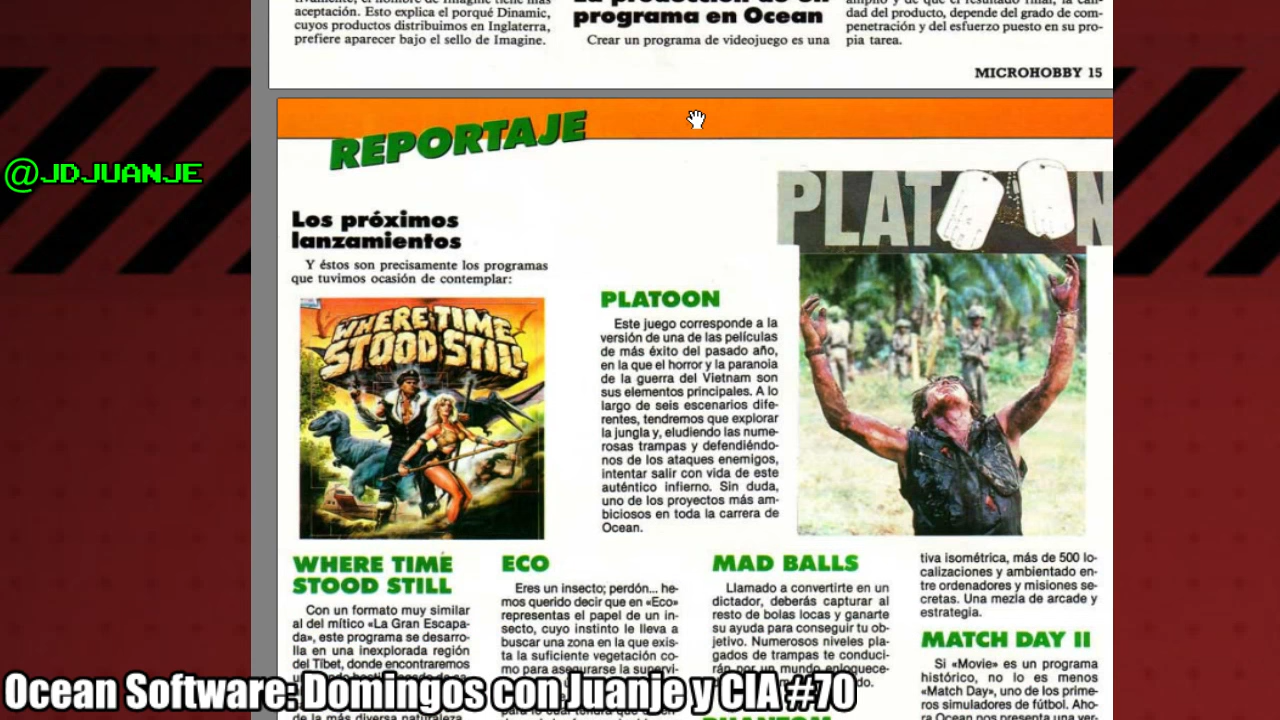 aceptación. Esto explica el porqué Dinamic,
cuyos productos distribuimos en Inglaterra,
prefiere aparecer bajo el sello de Imagine.
programa en Ocean
Crear un programa de videojuego es una
dad del producto, depende del grado de com-
penetración y del esfuerzo puesto en su pro-
pia tarea.
MICROHOBBY 15
REPORTAJE
@JDJUANJE
Los próximos
lanzamientos
Y éstos son precisamente los programas
que tuvimos ocasión de contemplar:
WHERE TIME
STOOD STILL
PLATOON
PLATOON
Este juego corresponde a la
versión de una de las películas
de más éxito del pasado año,
en la que el horror y la paranoia
de la guerra del Vietnam son
sus elementos principales. A lo
largo de seis escenarios dife-
rentes, tendremos que explorar
la jungla y, eludiendo las nume-
rosas trampas y defendiéndo-
nos de los ataques enemigos,
intentar salir con vida de este
auténtico infierno. Sin duda,
uno de los proyectos más am-
biciosos en toda la carrera de
Ocean.
WHERE TIME
STOOD STILL
Con un formato muy similar
al del mítico «La Gran Escapa-
da», este programa se desarro-
lla en una inexplorada región
del Tíbet, donde encontraremos
ECO
Eres un insecto; perdón... he-
mos querido decir que en «Eco»
representas el papel de un in-
secto, cuyo instinto le lleva a
buscar una zona en la que exis-
ta la suficiente vegetación co-
mo para asegurarse la supervi-
MAD BALLS
Llamado a convertirte en un
dictador, deberás capturar al
resto de bolas locas y ganarte
su ayuda para conseguir tu ob-
jetivo. Numerosos niveles pla-
gados de trampas te conduci-
rán por un mundo enloquece-
do.
PHANTOM
tiva isométrica, más de 500 lo-
calizaciones y ambientado en-
tre ordenadores y misiones se-
cretas. Una mezla de arcade y
estrategia.
MATCH DAY II
Si «Movie» es un programa
histórico, no lo es menos
«Match Day», uno de los prime-
ros simuladores de fútbol. Aho-
ra Ocean nos presenta una ver-
Ocean Software: Domingos con Juanje y CIA #70